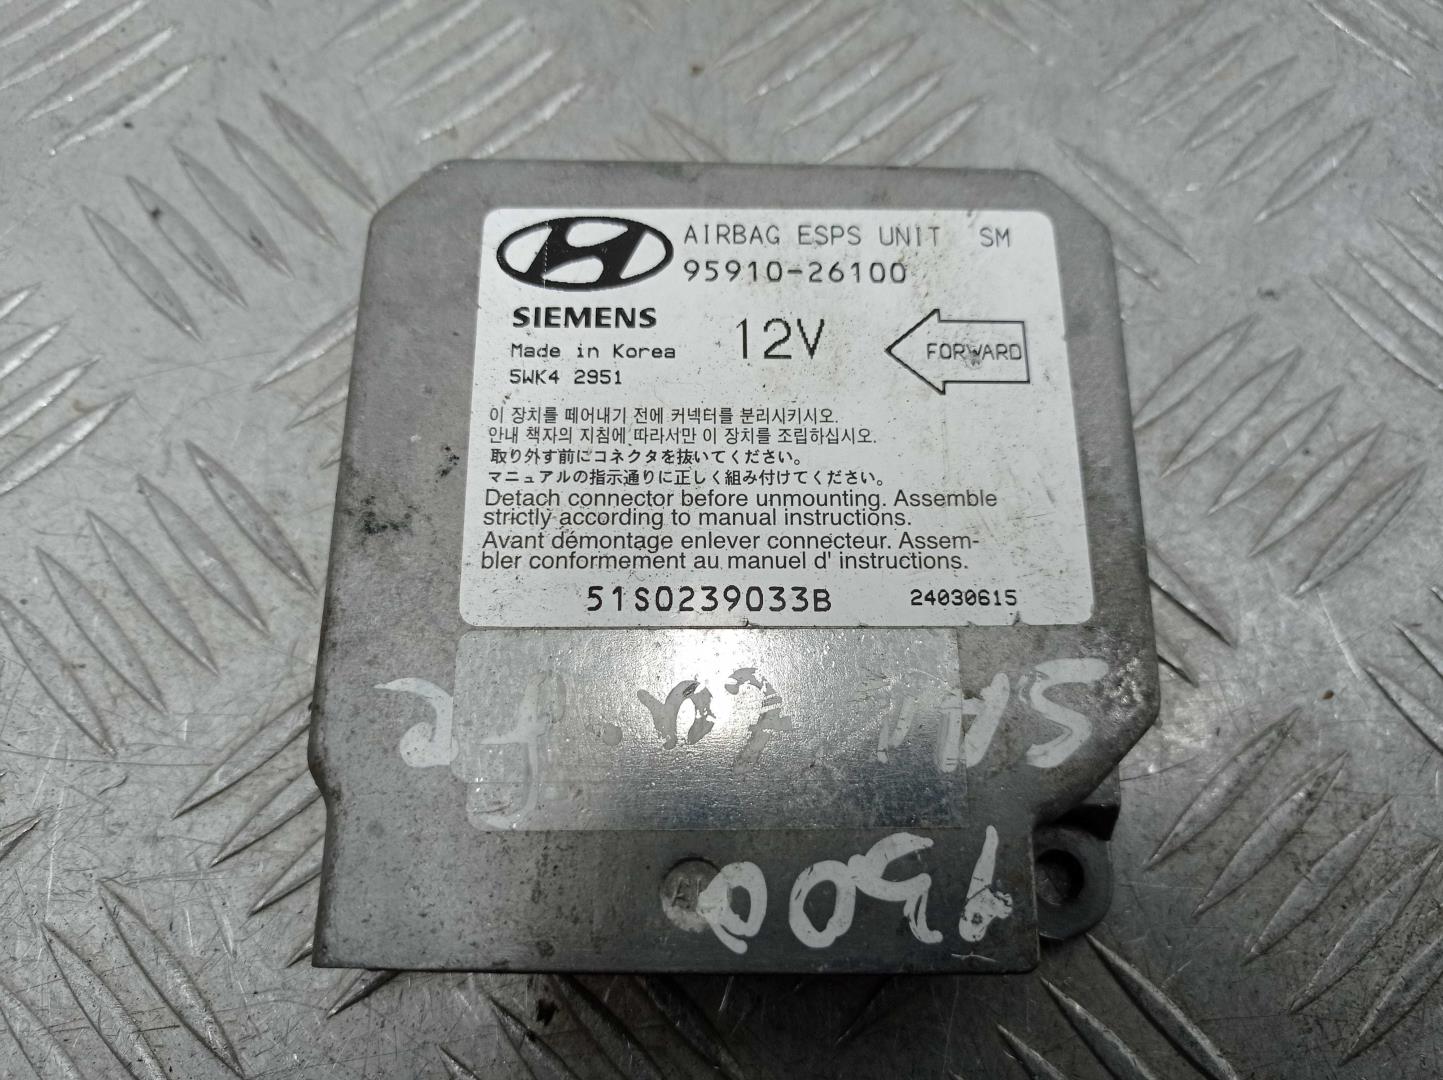 AIRBAG ESPS UNIT SM
95910-26100
SIEMENS
Made in Korea
5WK4 2951
12V
FORWARD
이 장치를 떼어내기 전에 커넥터를 분리시키시오.
안내 책자의 지침에 따라서만 이 장치를 조립하십시오.
取り外す前にコネクタを抜いてください。
マニュアルの指示通りに正しく組み付けてください。
Detach connector before unmounting. Assemble
strictly according to manual instructions.
Avant démontage enlever connecteur. Assem-
bler conformement au manuel d' instructions.
51S0239033B
24030615